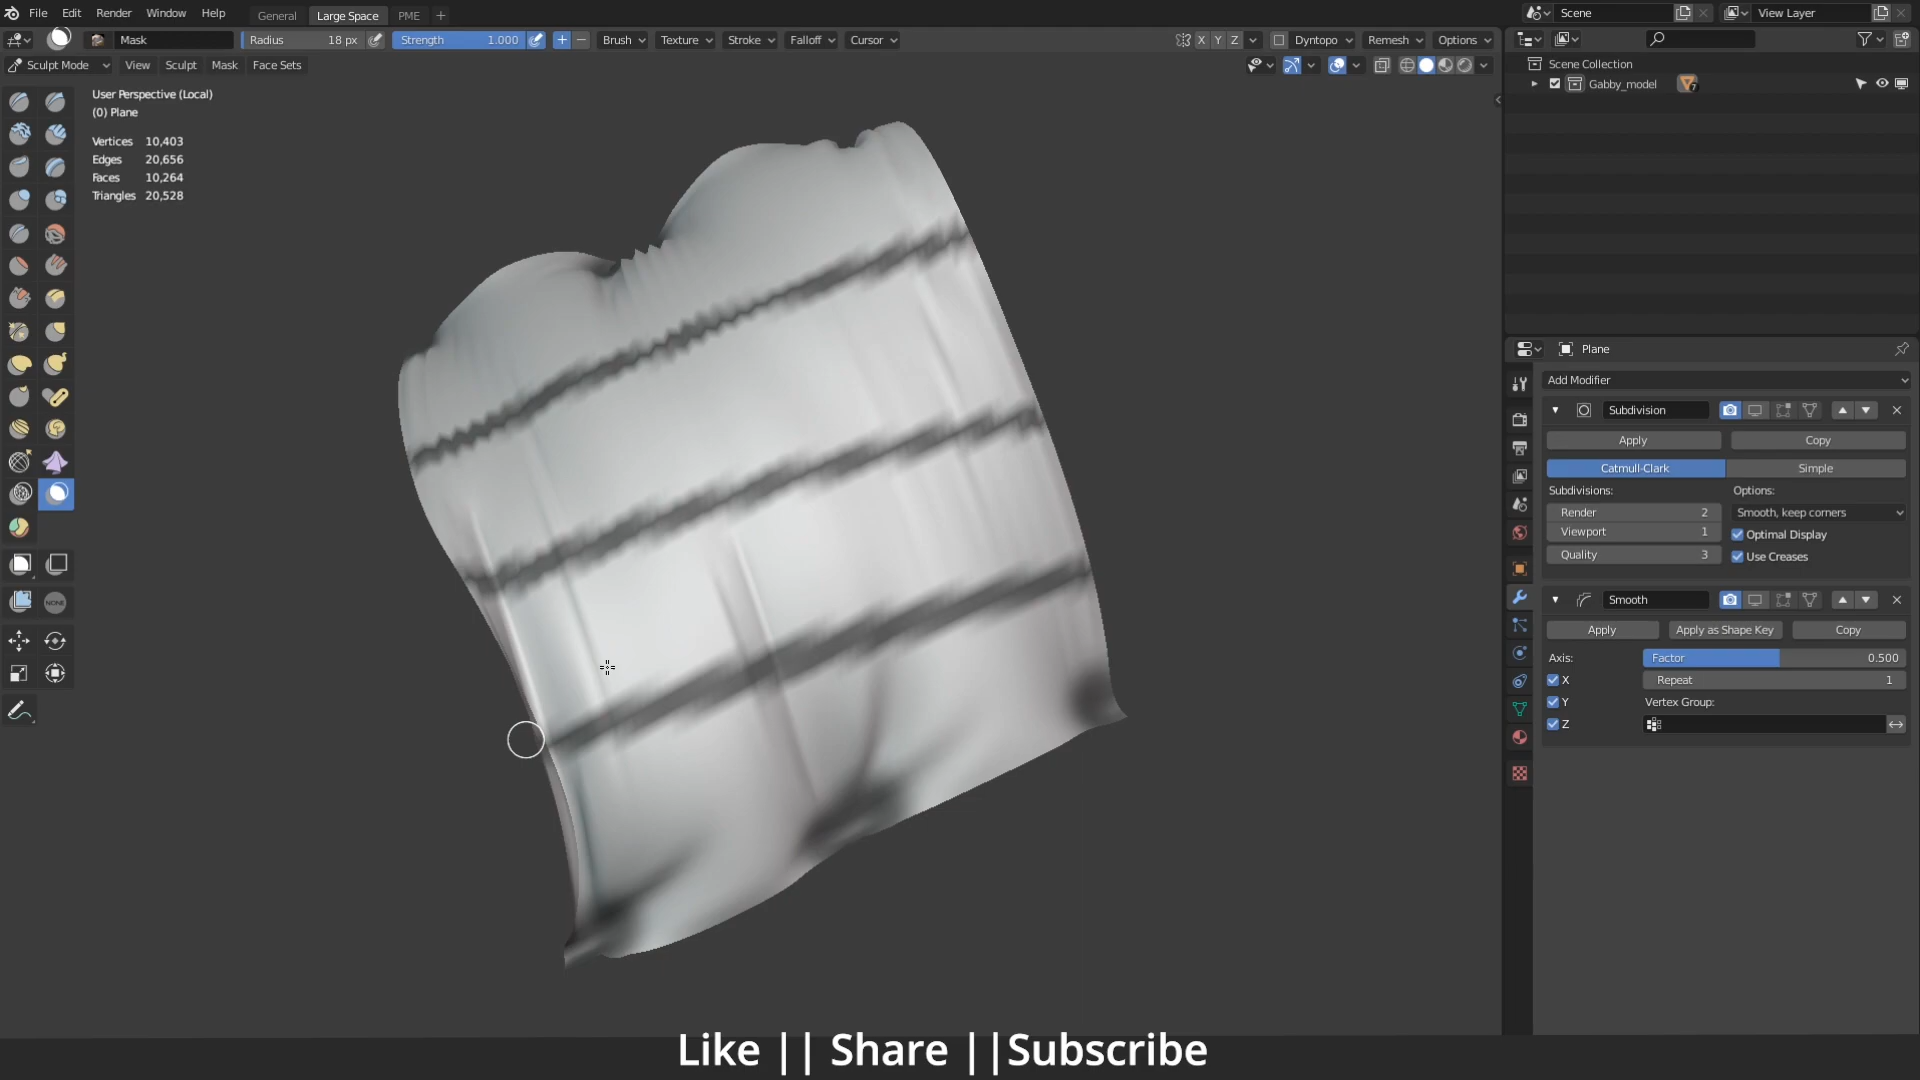 File Edit Render Window Help General Large Space PME + Scene View Layer
Mask Radius 18 px Strength 1.000 Brush Texture Stroke Falloff Cursor X Y Z Dyntopo Remesh Options
Sculpt Mode View Sculpt Mask Face Sets Scene Collection
Gabby_model
User Perspective (Local)
(0) Plane
Vertices 10,403
Edges 20,656
Faces 10,264
Triangles 20,528
Plane
Add Modifier
Subdivision
Apply Copy
Catmull-Clark Simple
Subdivisions: Options:
Render 2 Smooth, keep corners
Viewport 1 Optimal Display
Quality 3 Use Creases
NONE
Smooth
Apply Apply as Shape Key Copy
Axis: Factor 0.500
X Repeat 1
Y Vertex Group:
Z
Like || Share ||Subscribe